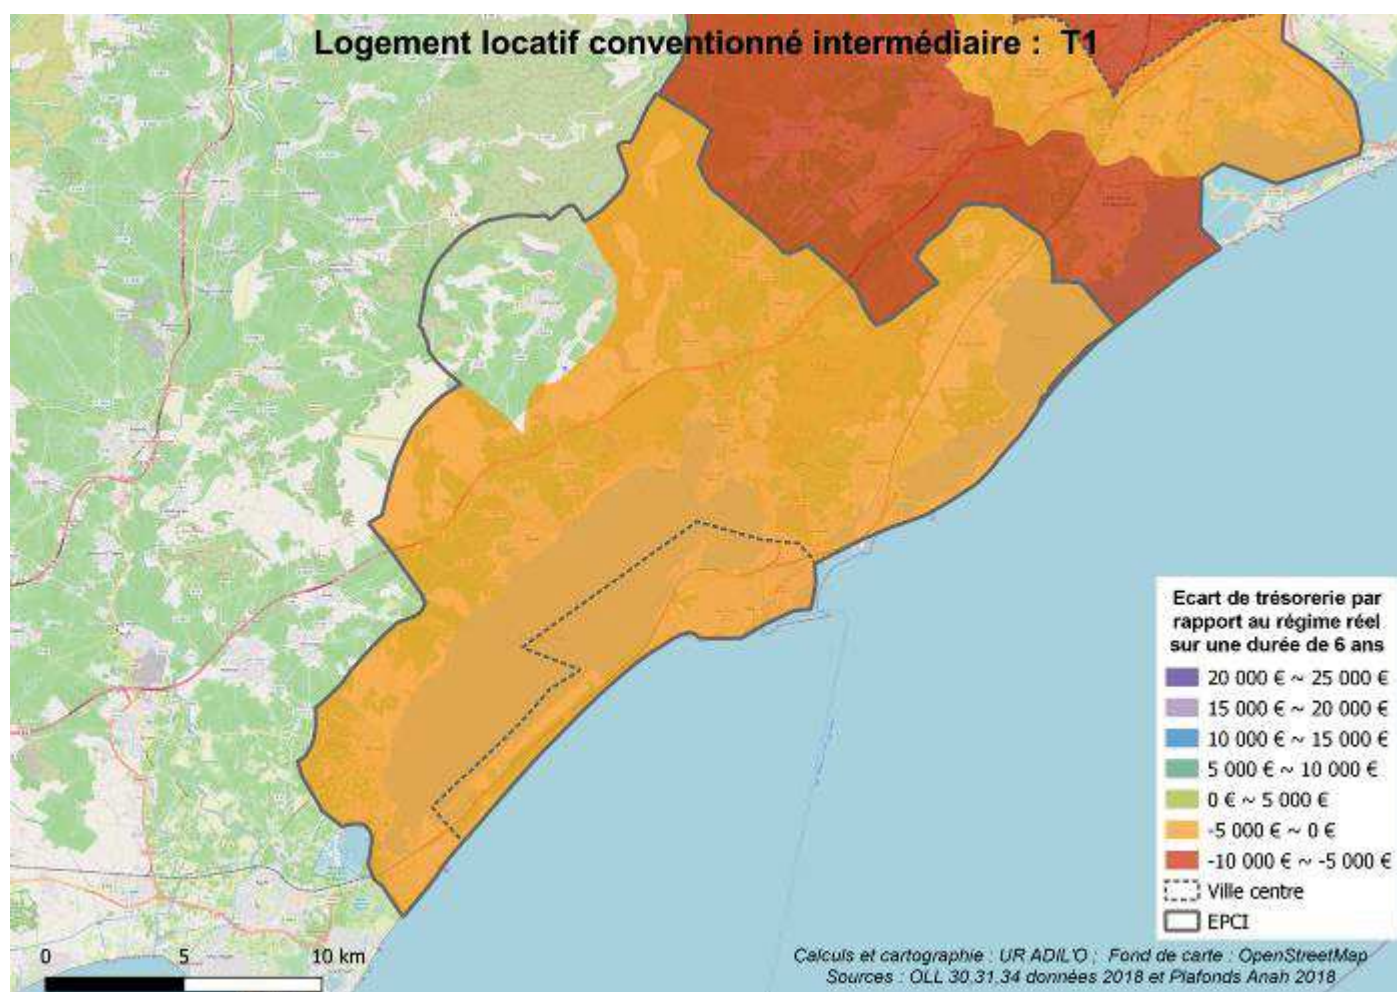 Logement locatif conventionné intermédiaire : T1
Ecart de trésorerie par
rapport au régime réel
sur une durée de 6 ans
20 000 € ~ 25 000 €
15 000 € ~ 20 000 €
10 000 € ~ 15 000 €
5 000 € ~ 10 000 €
0 € ~ 5 000 €
-5 000 € ~ 0 €
-10 000 € ~ -5 000 €
Ville centre
EPCI
0 5 10 km
Calculs et cartographie : UR ADIL'O ; Fond de carte : OpenStreetMap
Sources : OLL 30,31,34 données 2018 et Plafonds Anah 2018